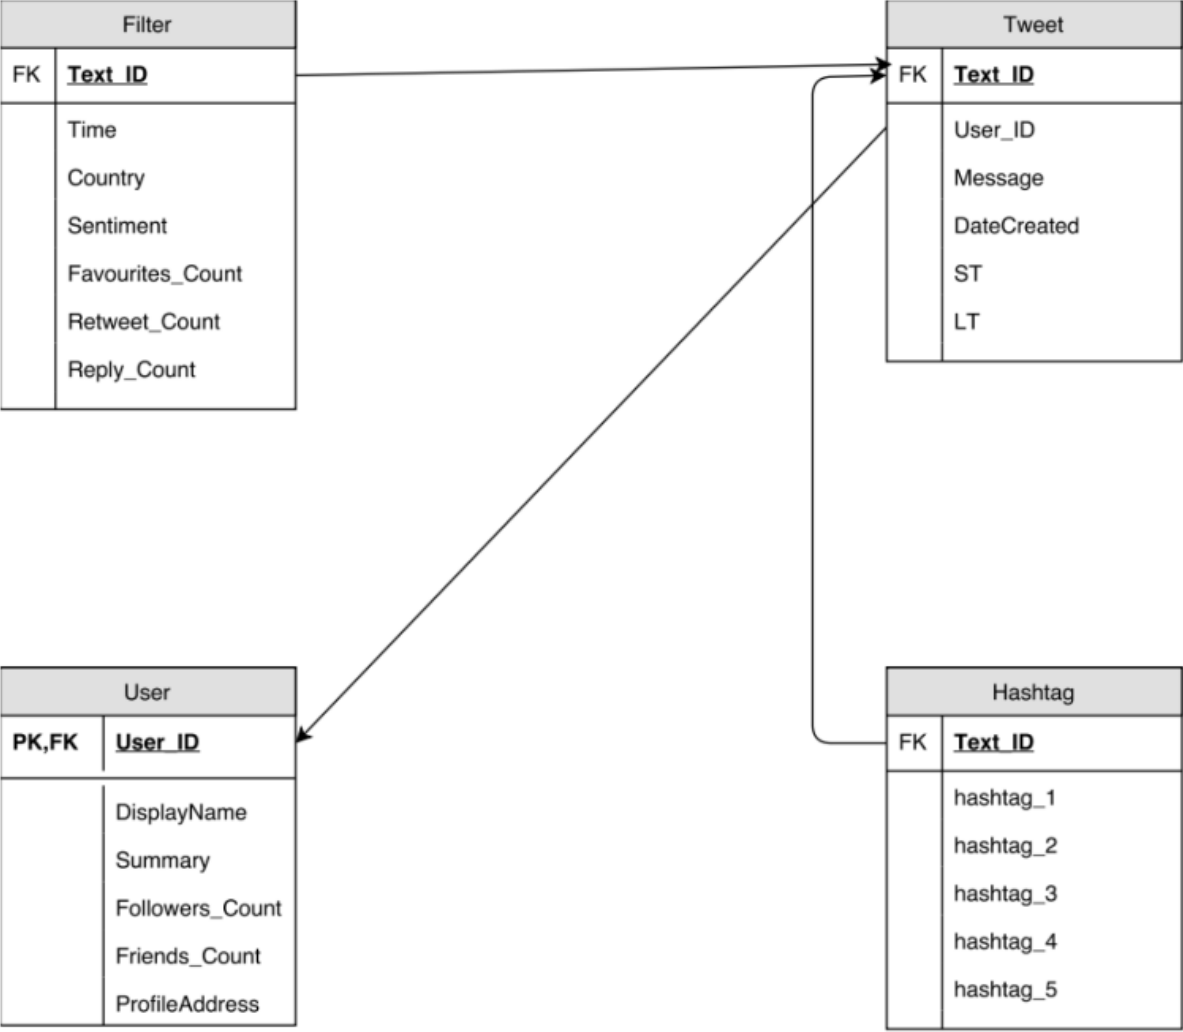 Filter
FK Text_ID
Time
Country
Sentiment
Favourites_Count
Retweet_Count
Reply_Count
Tweet
FK Text_ID
User_ID
Message
DateCreated
ST
LT
User
PK,FK User_ID
DisplayName
Summary
Followers_Count
Friends_Count
ProfileAddress
Hashtag
FK Text_ID
hashtag_1
hashtag_2
hashtag_3
hashtag_4
hashtag_5